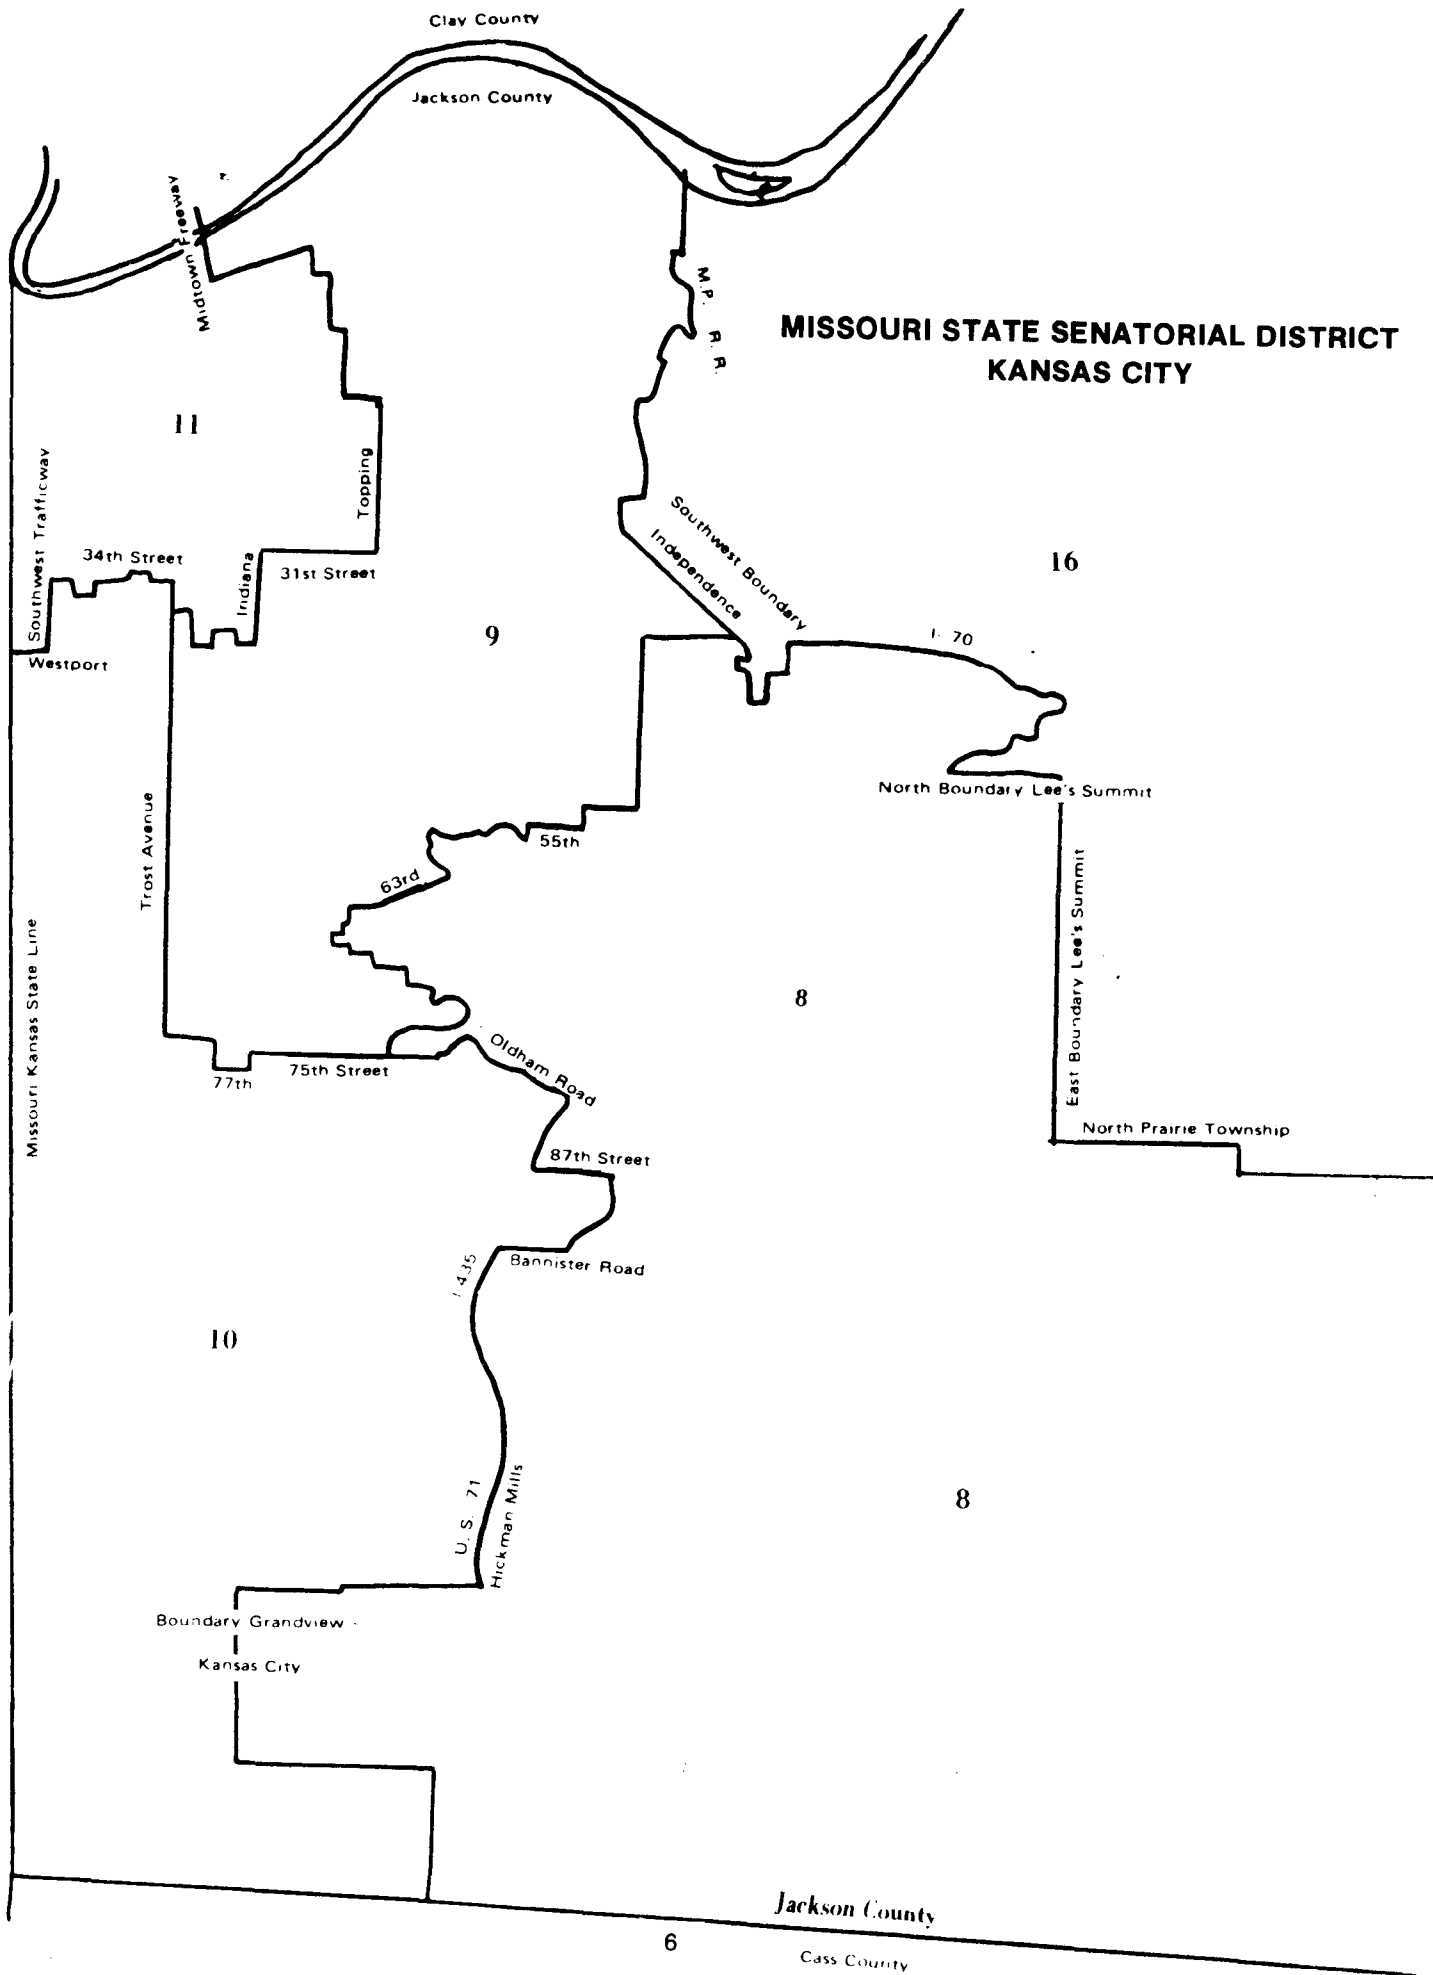 Clay County
Jackson County
Midtown Freeway
M.P. R.R.
MISSOURI STATE SENATORIAL DISTRICT
KANSAS CITY
11
Southwest Trafficway
Topping
34th Street
Indiana
31st Street
Westport
Southwest Boundary
Independence
16
9
I- 70
North Boundary Lee's Summit
Trost Avenue
55th
63rd
East Boundary Lee's Summit
Missouri Kansas State Line
8
Oldham Road
77th
75th Street
North Prairie Township
87th Street
I-435
Bannister Road
10
U. S. 71
Hickman Mills
8
Boundary Grandview
Kansas City
Jackson County
6
Cass County